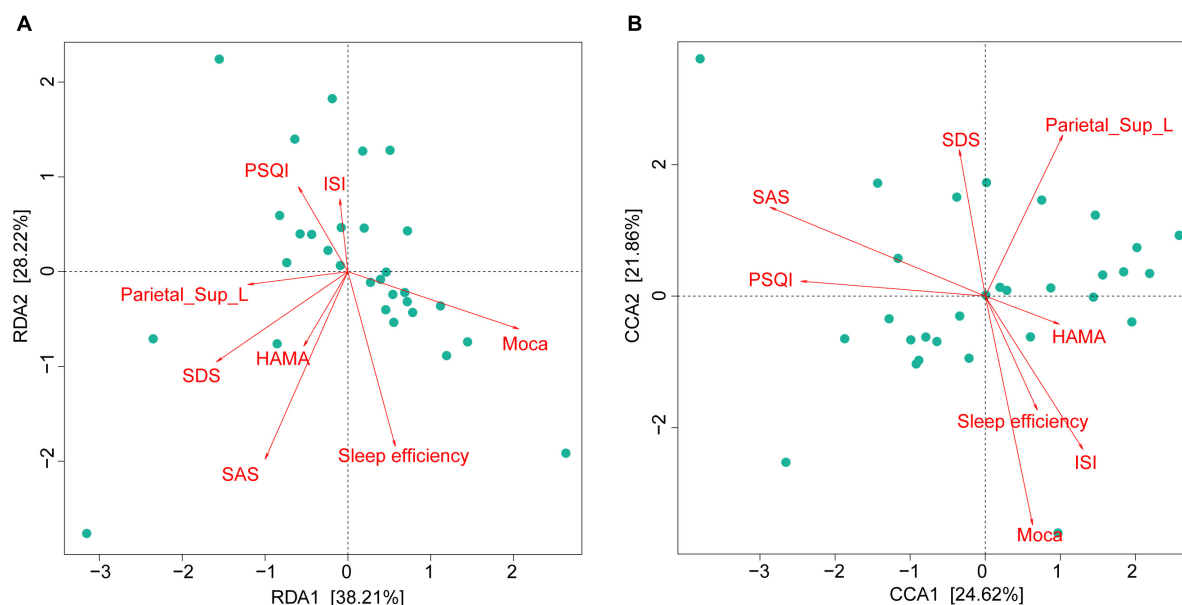 A
2
1
0
−1
−2
−3
−2
−1
0
1
2
RDA2 [28.22%]
RDA1 [38.21%]
PSQI
ISI
Parietal_Sup_L
SDS
HAMA
Moca
SAS
Sleep efficiency
B
2
0
−2
−3
−2
−1
0
1
2
CCA2 [21.86%]
CCA1 [24.62%]
Parietal_Sup_L
SDS
SAS
PSQI
HAMA
Sleep efficiency
ISI
Moca